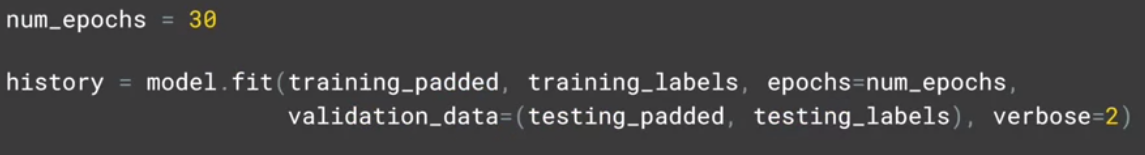 num_epochs = 30
history = model.fit(training_padded, training_labels, epochs=num_epochs,
validation_data=(testing_padded, testing_labels), verbose=2)